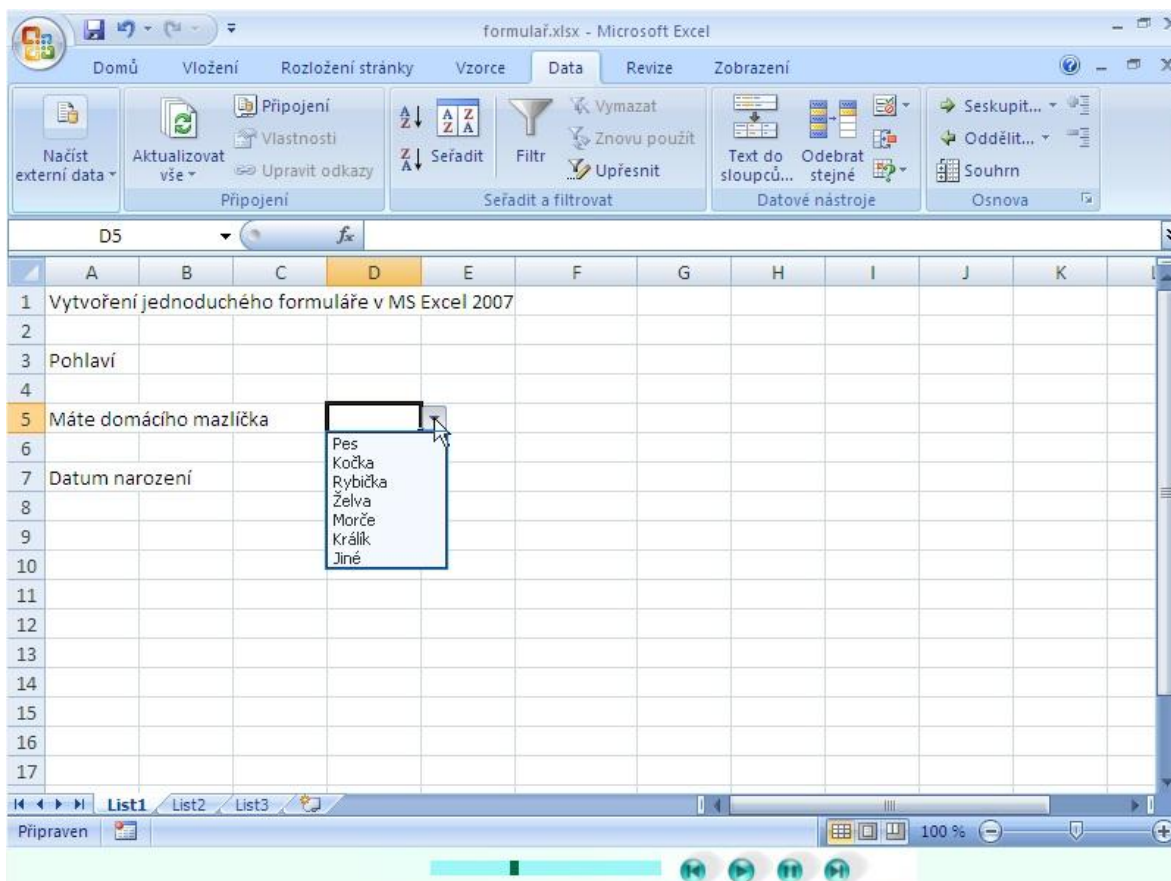 formulař.xlsx - Microsoft Excel
Domů Vložení Rozložení stránky Vzorce Data Revize Zobrazení
Načíst externí data
Aktualizovat vše
Připojení
Vlastnosti
Upravit odkazy
Připojení
Seřadit
Filtr
Vymazat
Znovu použít
Upřesnit
Seřadit a filtrovat
Text do sloupců...
Odebrat stejné
Datové nástroje
Seskupit...
Oddělit...
Souhrn
Osnova
D5 fx
A B C D E F G H I J K L
1 Vytvoření jednoduchého formuláře v MS Excel 2007
2
3 Pohlaví
4
5 Máte domácího mazlíčka
6
7 Datum narození
8
9
10
11
12
13
14
15
16
17
Pes
Kočka
Rybička
Želva
Morče
Králík
Jiné
List1 List2 List3
Připraven 100 %